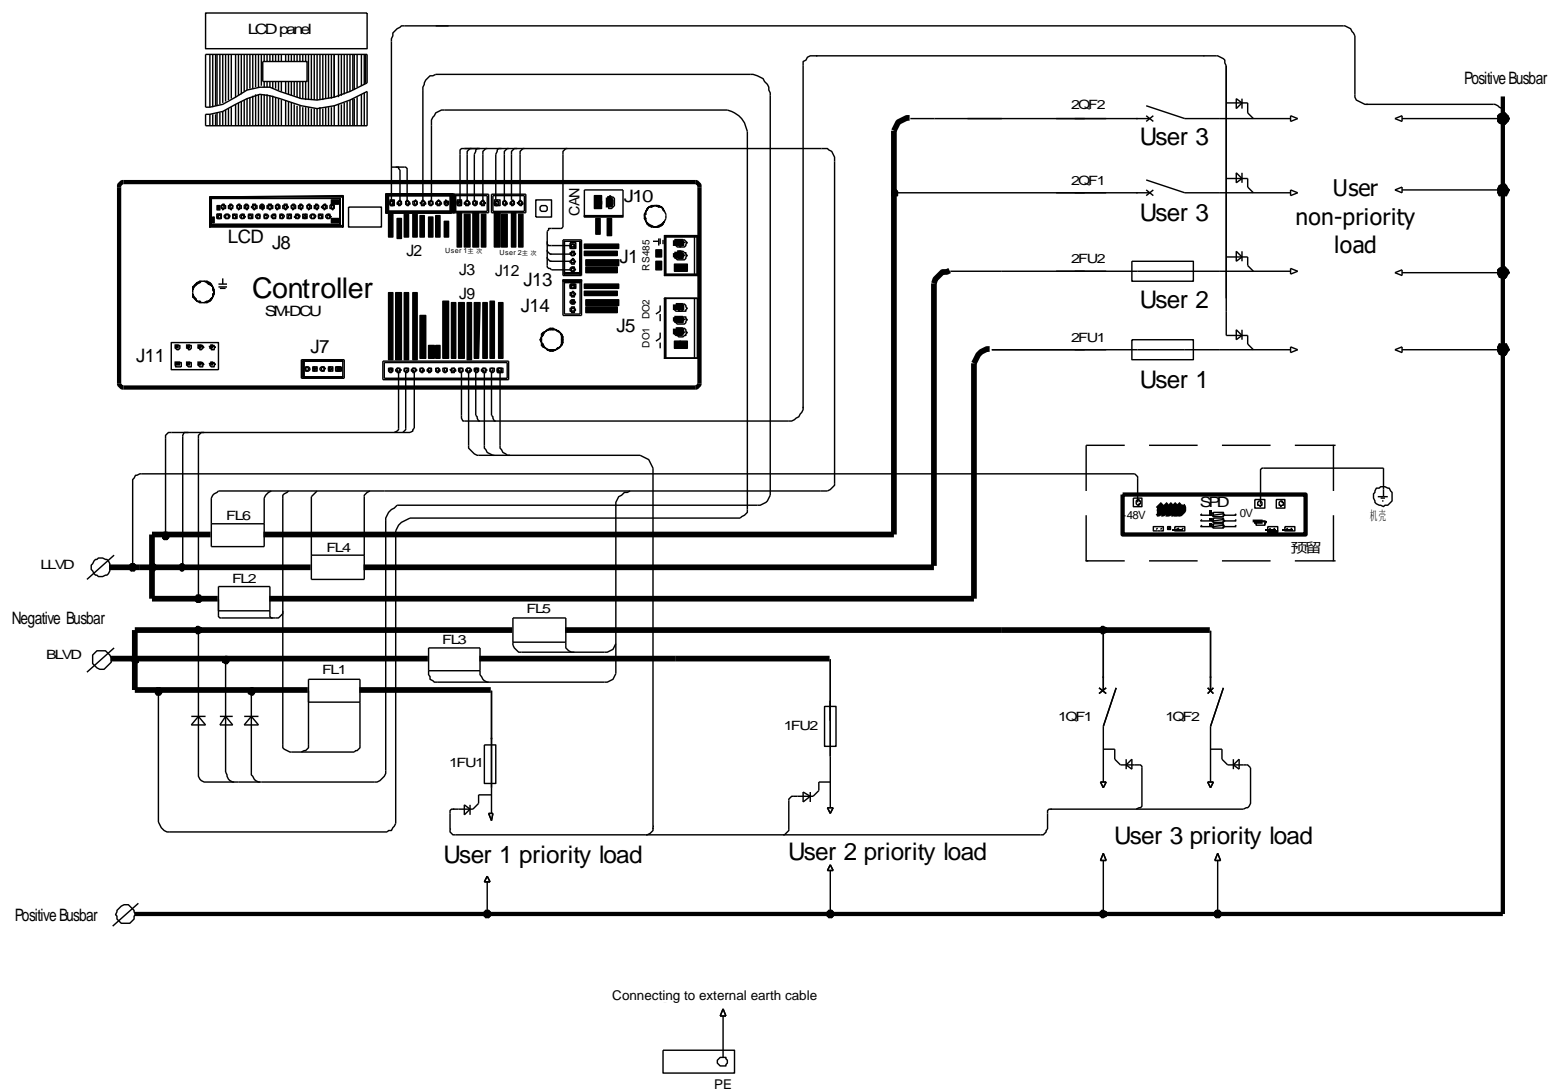 LCD panel
Positive Busbar
2QF2
User 3
CAN
J10
2QF1
User 3
User
non-priority
load
LCD J8
J2
User 1主 次
User 2主 次
J3
J12
J13
J1
RS485
2FU2
User 2
Controller
SM-DCU
J9
J14
J5
DO2
DO1
2FU1
User 1
J11
J7
SPD
-48V
0V
机壳
预留
FL6
FL4
LLVD
FL2
Negative Busbar
FL5
FL3
BLVD
FL1
1FU1
1FU2
1QF1
1QF2
User 1 priority load
User 2 priority load
User 3 priority load
Positive Busbar
Connecting to external earth cable
PE